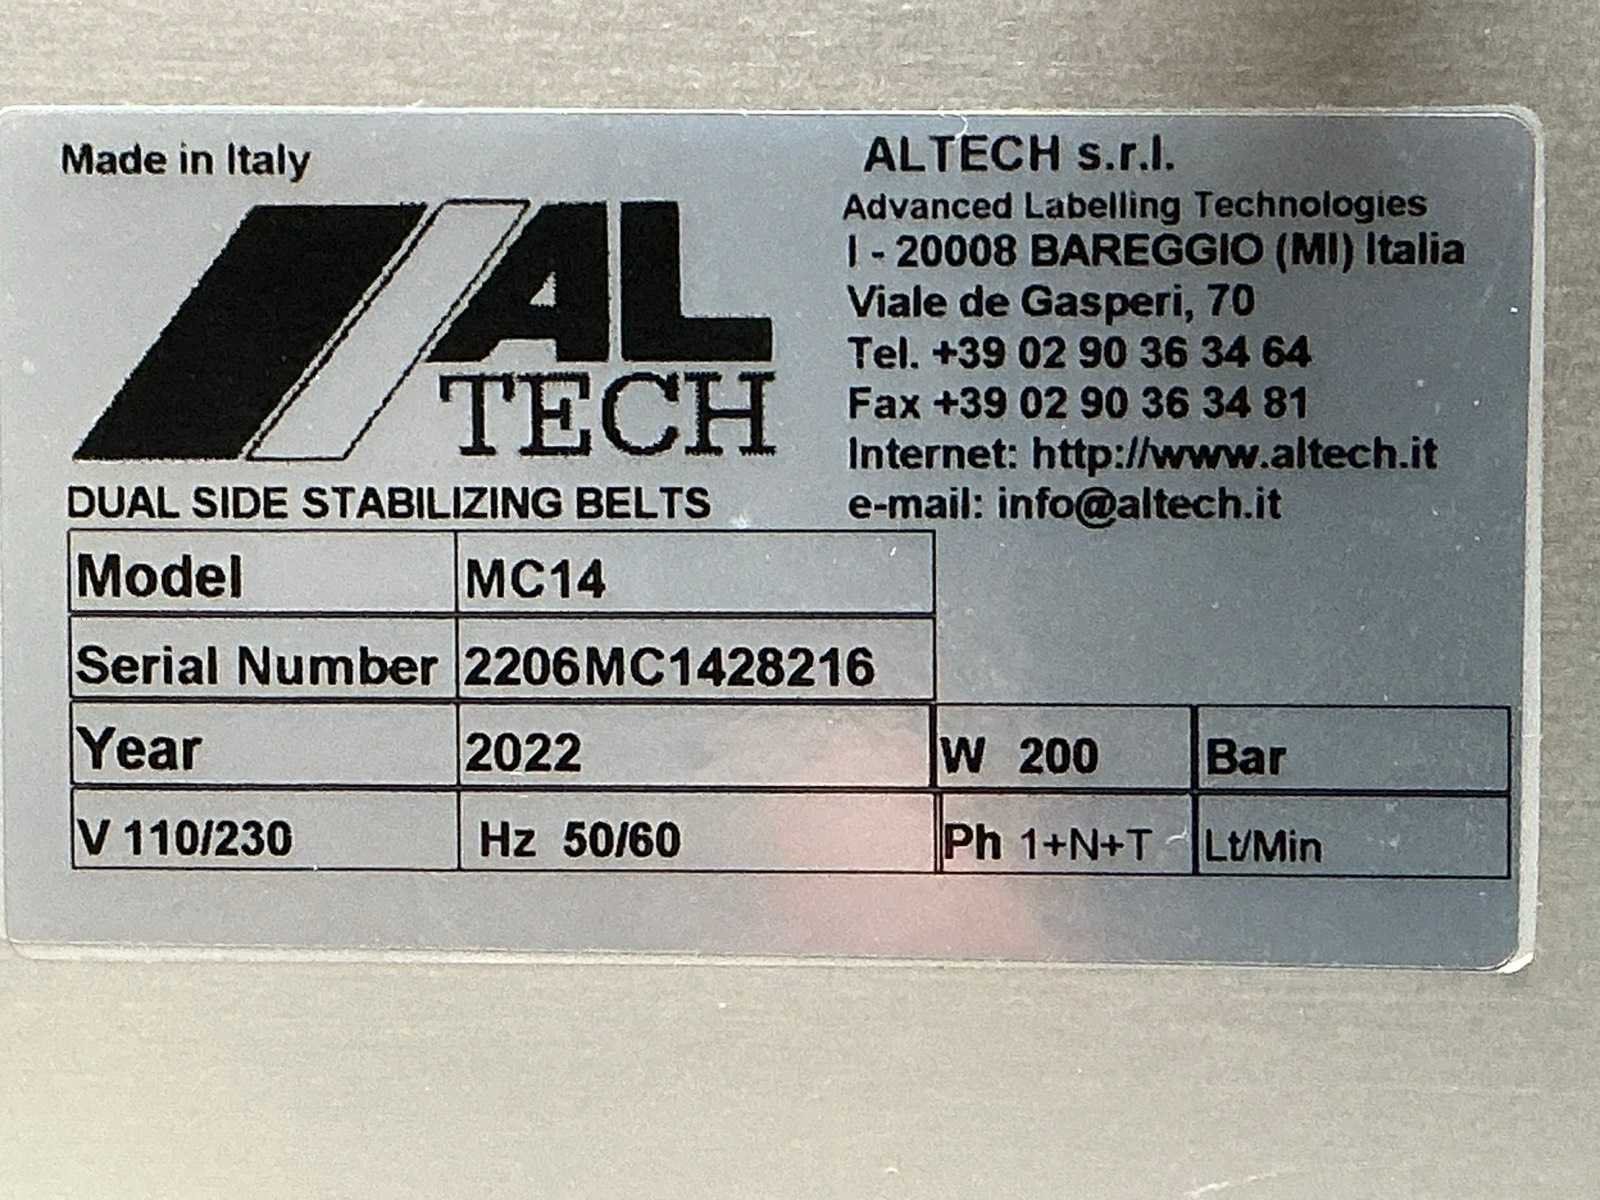 Made in Italy
AL
TECH
DUAL SIDE STABILIZING BELTS
ALTECH s.r.l.
Advanced Labelling Technologies
I - 20008 BAREGGIO (MI) Italia
Viale de Gasperi, 70
Tel. +39 02 90 36 34 64
Fax +39 02 90 36 34 81
Internet: http://www.altech.it
e-mail: info@altech.it
Model MC14
Serial Number 2206MC1428216
Year 2022 W 200 Bar
V 110/230 Hz 50/60 Ph 1+N+T Lt/Min